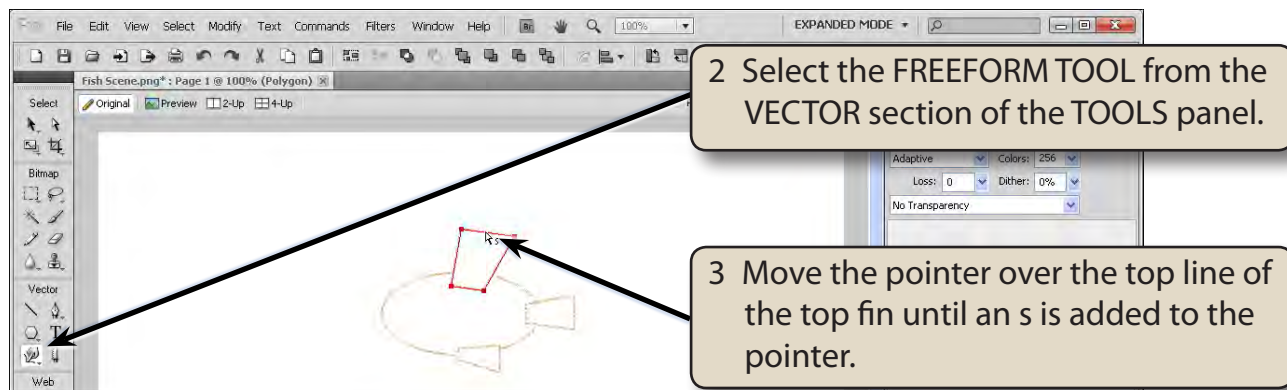 File Edit View Select Modify Text Commands Filters Window Help Br 100% EXPANDED MODE
Fish Scene.png* : Page 1 @ 100% (Polygon)
Original Preview 2-Up 4-Up
Select
Bitmap
Vector
T
Web
2 Select the FREEFORM TOOL from the
VECTOR section of the TOOLS panel.
Adaptive Colors: 256
Loss: 0 Dither: 0%
No Transparency
s
3 Move the pointer over the top line of
the top fin until an s is added to the
pointer.